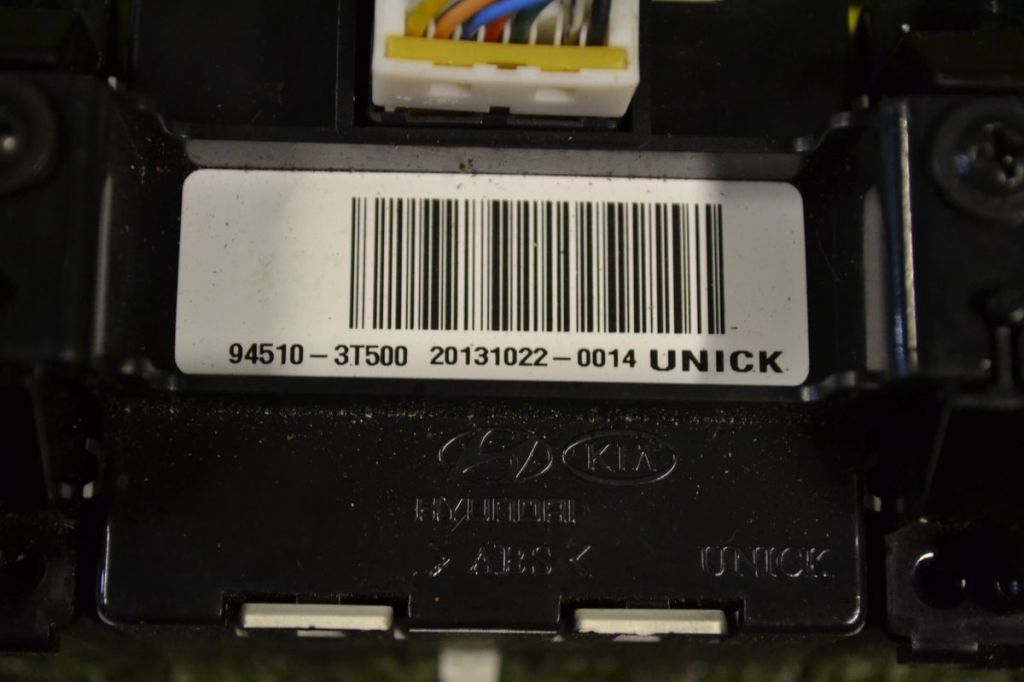 94510-3T500 20131022-0014 UNICK
KIA
HYUNDAI
>ABS< UNICK